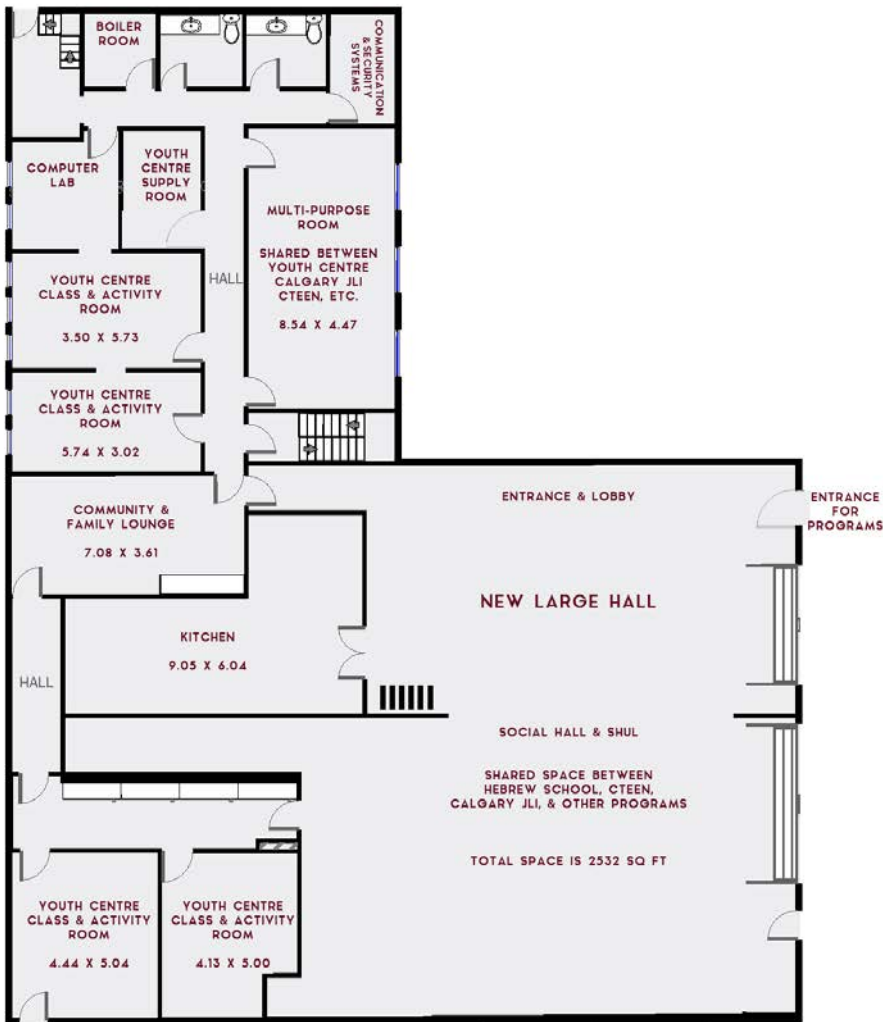 BOILER
ROOM
COMMUNICATION
& SECURITY
SYSTEMS
COMPUTER
LAB
YOUTH
CENTRE
SUPPLY
ROOM
MULTI-PURPOSE
ROOM
SHARED BETWEEN
YOUTH CENTRE
CALGARY JLI
CTEEN, ETC.
8.54 X 4.47
HALL
YOUTH CENTRE
CLASS & ACTIVITY
ROOM
3.50 X 5.73
YOUTH CENTRE
CLASS & ACTIVITY
ROOM
5.74 X 3.02
COMMUNITY &
FAMILY LOUNGE
7.08 X 3.61
ENTRANCE & LOBBY
ENTRANCE
FOR
PROGRAMS
NEW LARGE HALL
KITCHEN
9.05 X 6.04
HALL
SOCIAL HALL & SHUL
SHARED SPACE BETWEEN
HEBREW SCHOOL, CTEEN,
CALGARY JLI, & OTHER PROGRAMS
TOTAL SPACE IS 2532 SQ FT
YOUTH CENTRE
CLASS & ACTIVITY
ROOM
4.44 X 5.04
YOUTH CENTRE
CLASS & ACTIVITY
ROOM
4.13 X 5.00